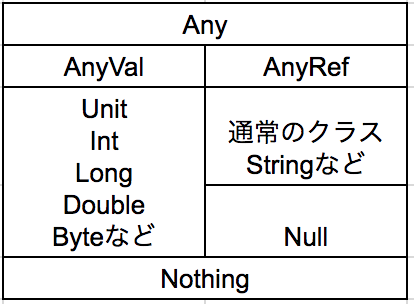 Any
AnyVal
AnyRef
Unit
Int
Long
Double
Byteなど
通常のクラス
Stringなど
Null
Nothing